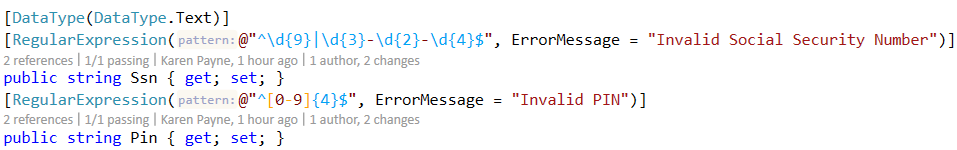 [DataType(DataType.Text)]
[RegularExpression(pattern:@"^\d{9}|\d{3}-\d{2}-\d{4}$", ErrorMessage = "Invalid Social Security Number")]
2 references | 1/1 passing | Karen Payne, 1 hour ago | 1 author, 2 changes
public string Ssn { get; set; }
[RegularExpression(pattern:@"^[0-9]{4}$", ErrorMessage = "Invalid PIN")]
2 references | 1/1 passing | Karen Payne, 1 hour ago | 1 author, 2 changes
public string Pin { get; set; }